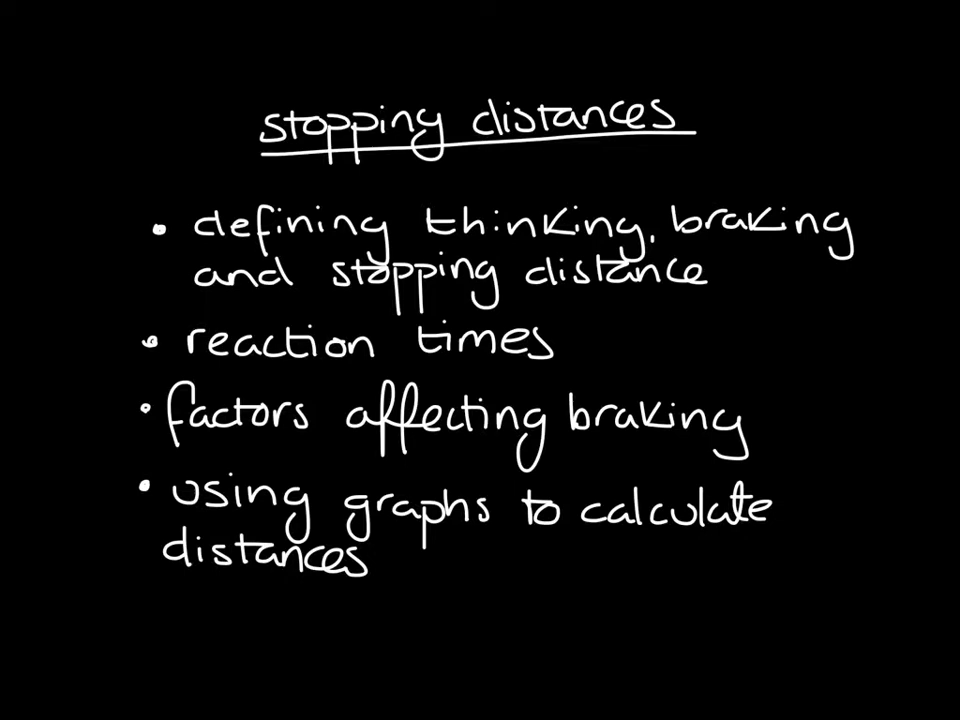 stopping distances
• defining thinking, braking
and stopping distance
• reaction times
• factors affecting braking
• using graphs to calculate
distances